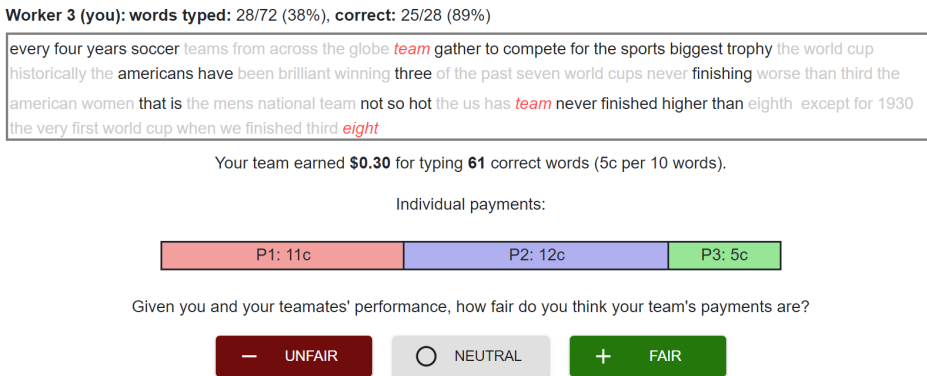 Worker 3 (you): words typed: 28/72 (38%), correct: 25/28 (89%)
every four years soccer teams from across the globe team gather to compete for the sports biggest trophy the world cup
historically the americans have been brilliant winning three of the past seven world cups never finishing worse than third the
american women that is the mens national team not so hot the us has team never finished higher than eighth except for 1930
the very first world cup when we finished third eight
Your team earned $0.30 for typing 61 correct words (5c per 10 words).
Individual payments:
P1: 11c P2: 12c P3: 5c
Given you and your teamates' performance, how fair do you think your team's payments are?
− UNFAIR NEUTRAL + FAIR